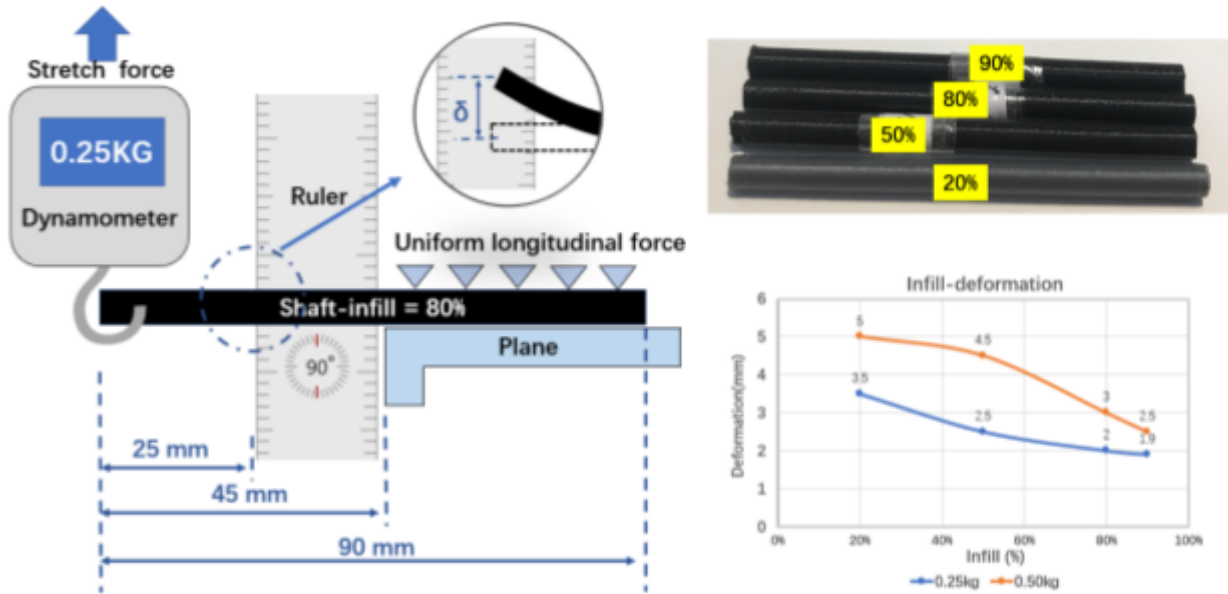 Stretch force
0.25KG
Dynamometer
Ruler
δ
Uniform longitudinal force
Shaft-infill = 80%
Plane
90°
25 mm
45 mm
90 mm
90%
80%
50%
20%
Infill-deformation
Deformation(mm)
6
5
4
3
2
1
0
5
4.5
3
2.5
3.5
2.5
2
1.9
0%
20%
40%
60%
80%
100%
Infill (%)
0.25kg
0.50kg